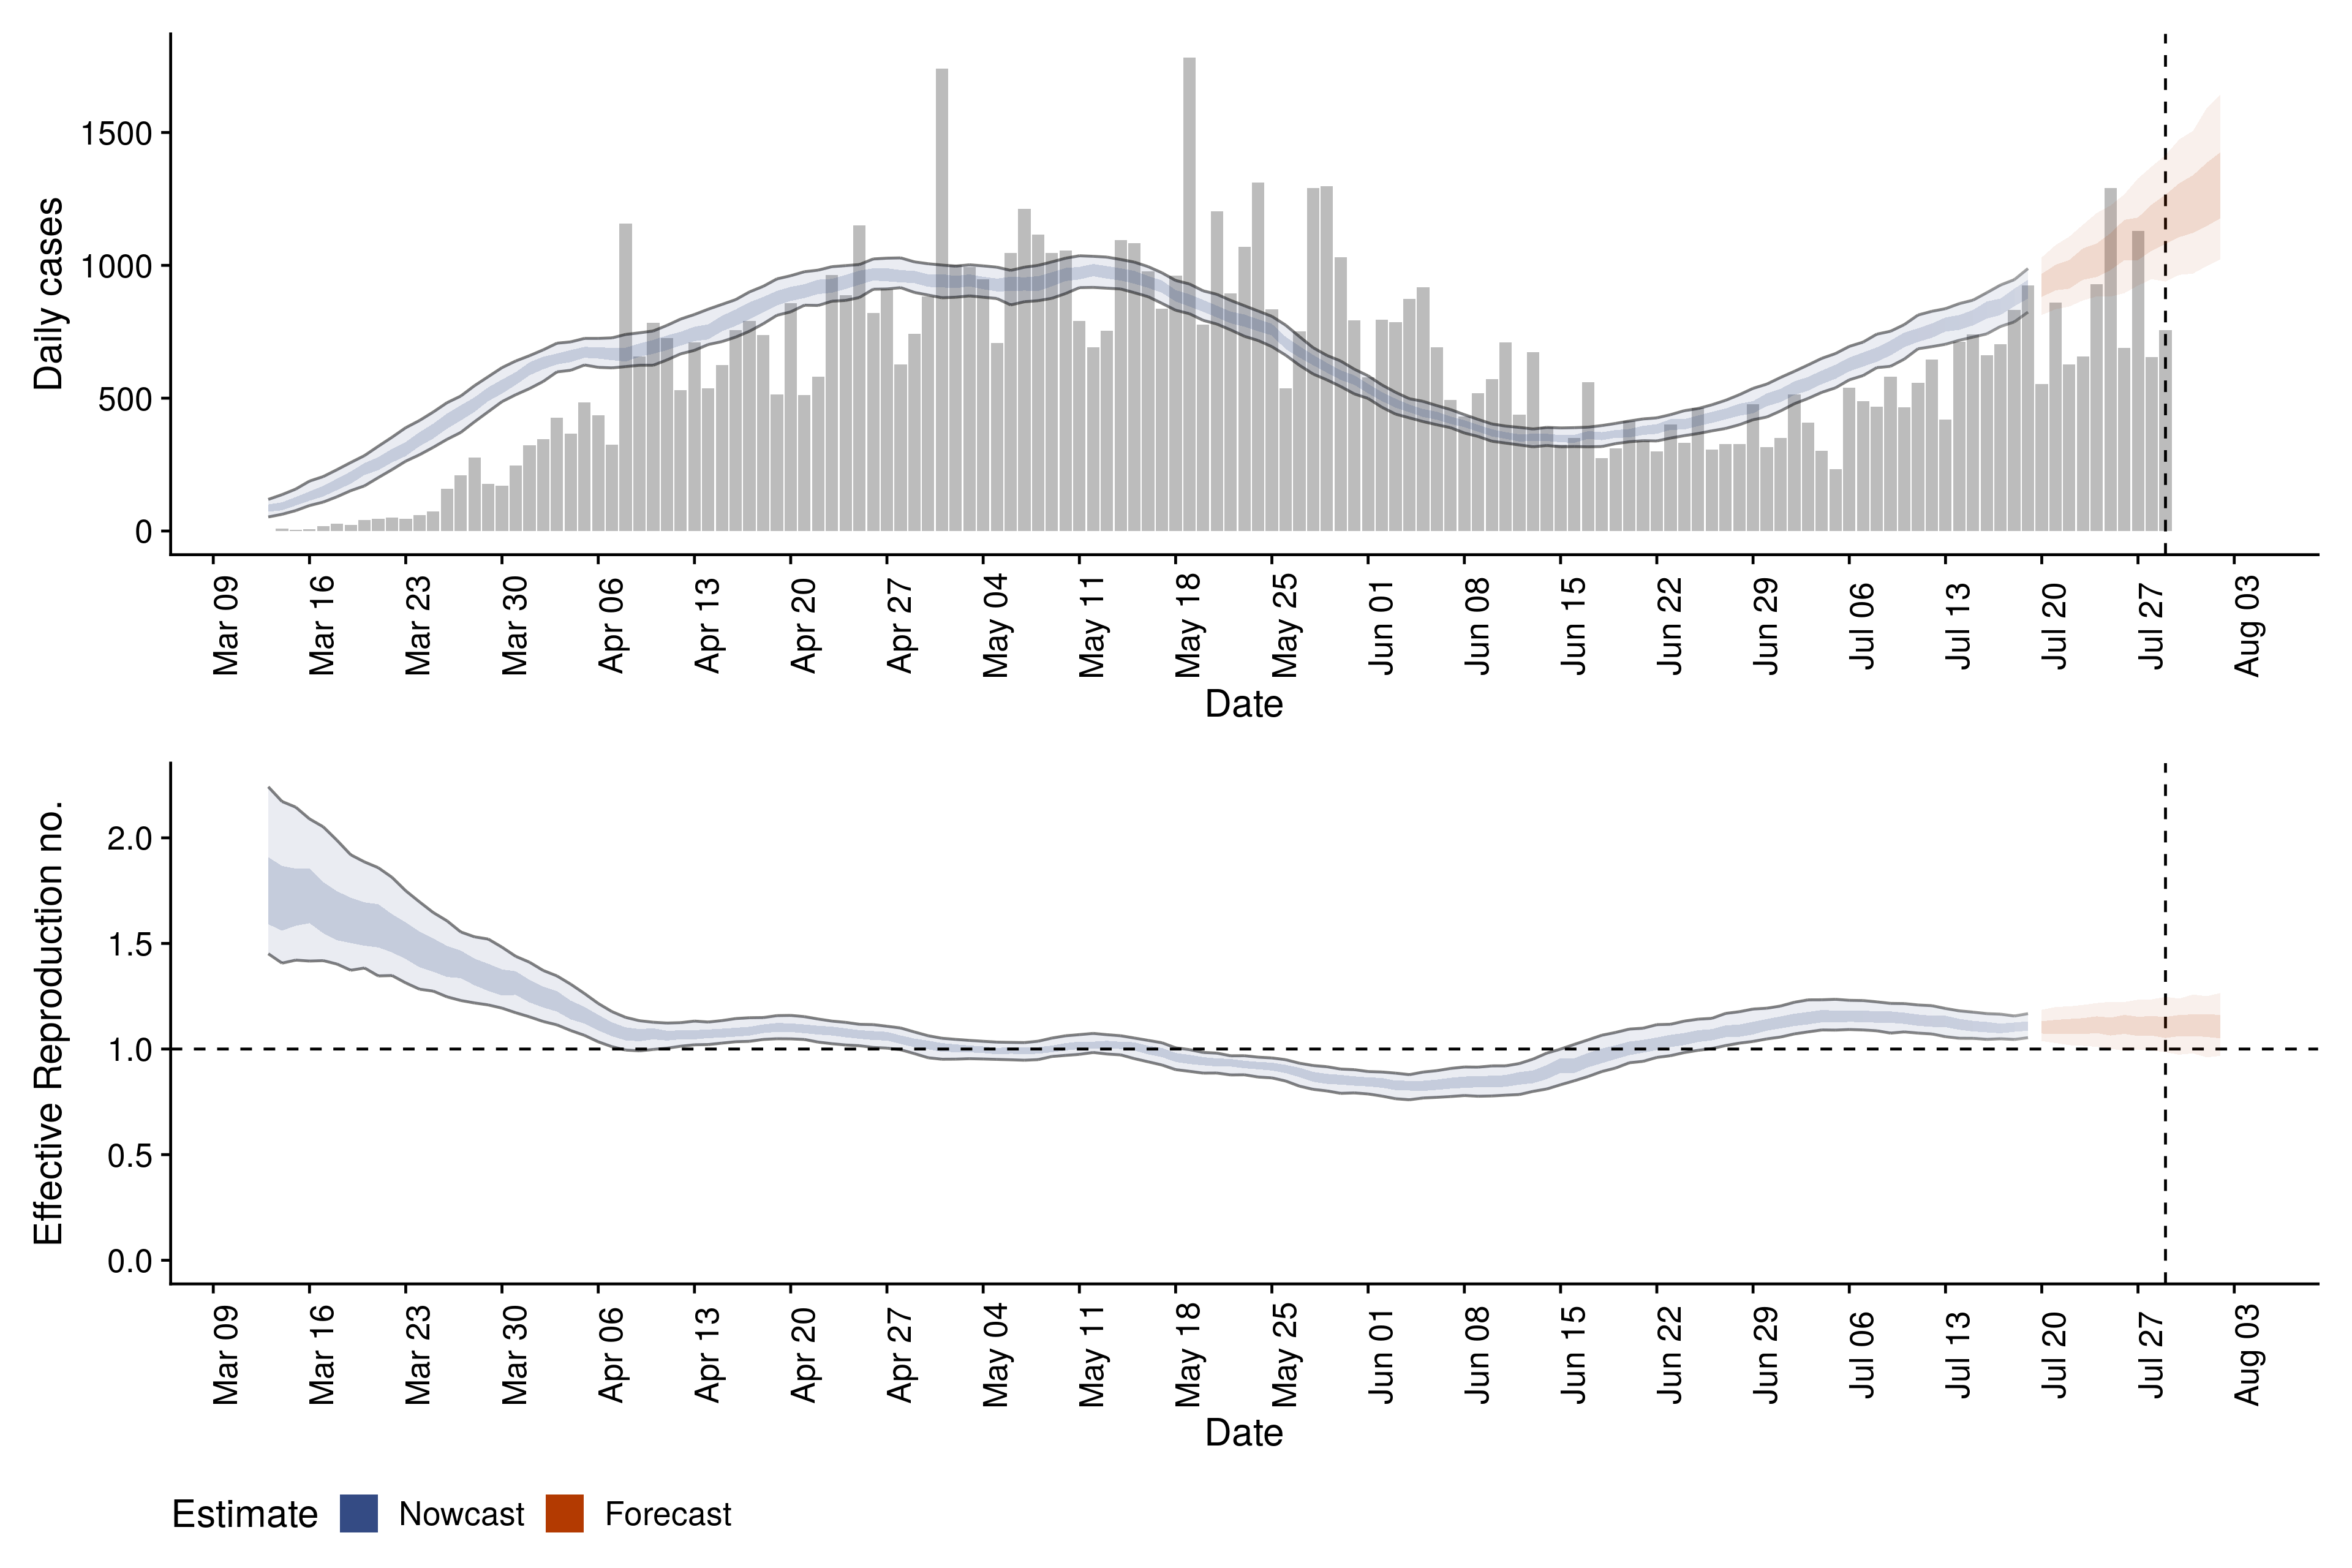 Daily cases
1500
1000
500
0
Mar 09 Mar 16 Mar 23 Mar 30 Apr 06 Apr 13 Apr 20 Apr 27 May 04 May 11 May 18 May 25 Jun 01 Jun 08 Jun 15 Jun 22 Jun 29 Jul 06 Jul 13 Jul 20 Jul 27 Aug 03
Date
Effective Reproduction no.
2.0
1.5
1.0
0.5
0.0
Mar 09 Mar 16 Mar 23 Mar 30 Apr 06 Apr 13 Apr 20 Apr 27 May 04 May 11 May 18 May 25 Jun 01 Jun 08 Jun 15 Jun 22 Jun 29 Jul 06 Jul 13 Jul 20 Jul 27 Aug 03
Date
Estimate Nowcast Forecast